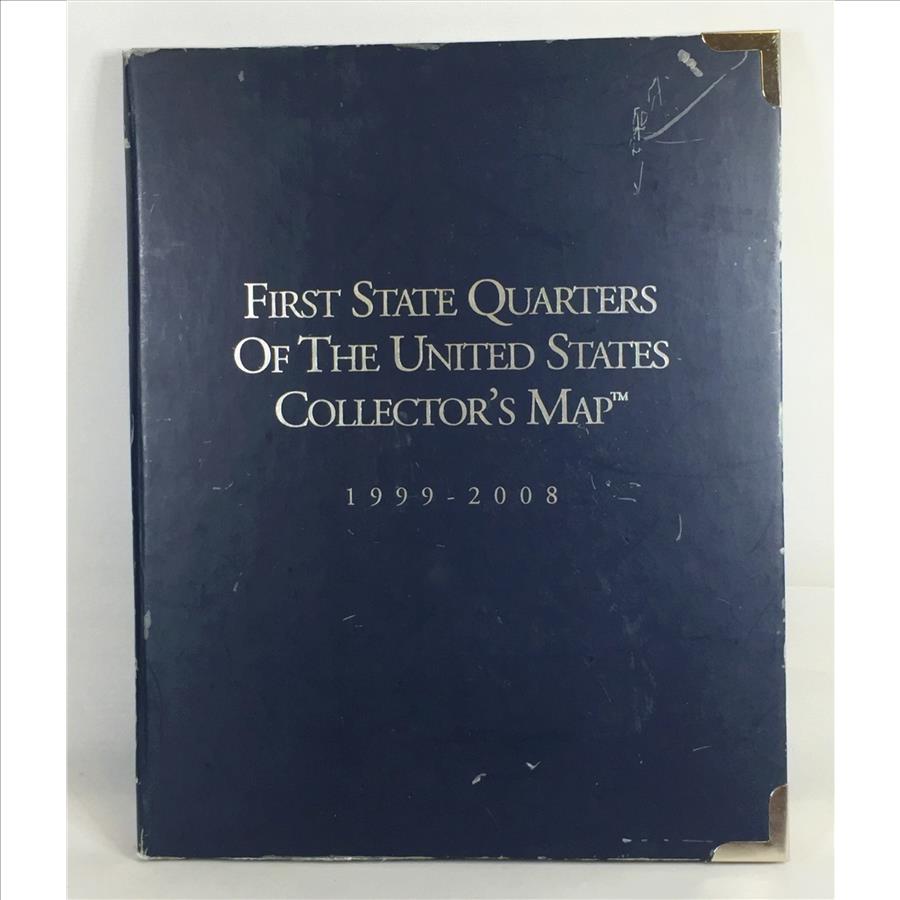 First State Quarters
Of The United States
Collector's Map™
1999-2008